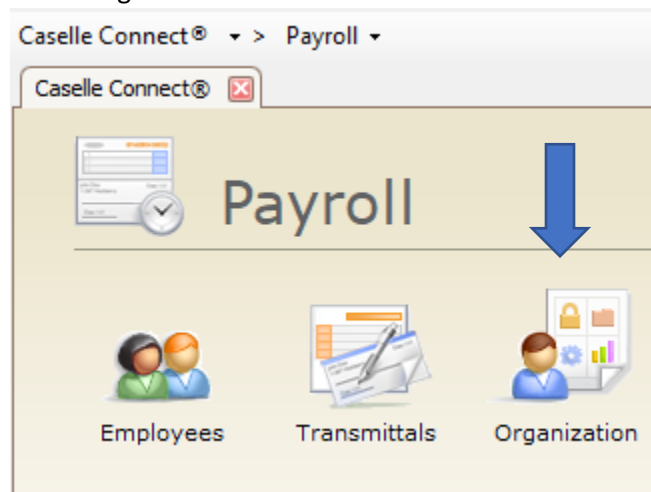 Caselle Connect® > Payroll
Caselle Connect®
Payroll
Employees Transmittals Organization